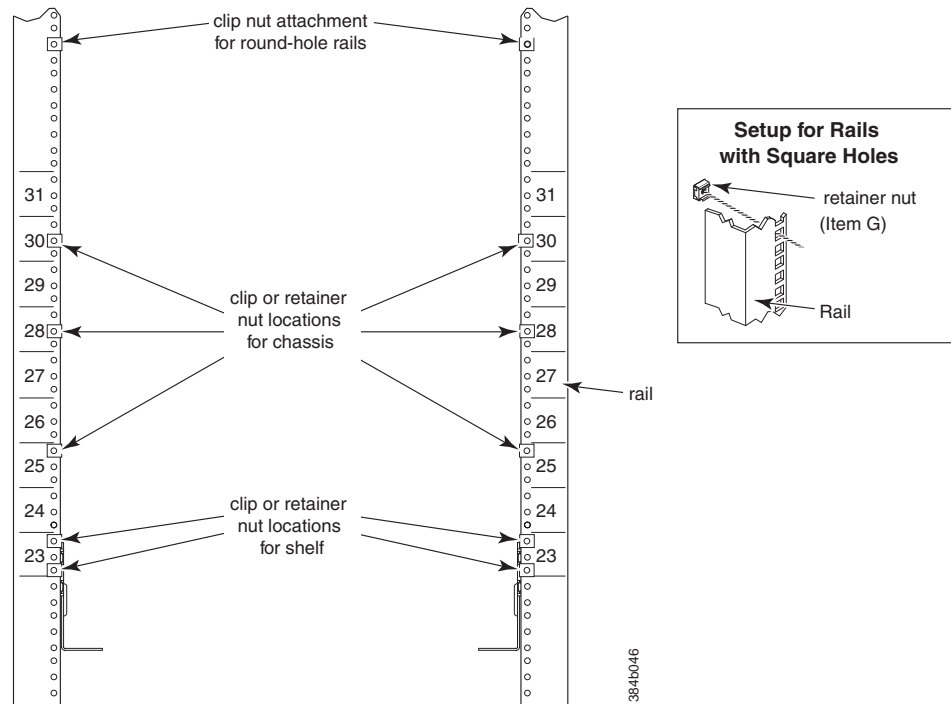 clip nut attachment
for round-hole rails
31
30
29
28
27
26
25
24
23
clip or retainer
nut locations
for chassis
clip or retainer
nut locations
for shelf
31
30
29
28
27
26
25
24
23
rail
384b046
Setup for Rails
with Square Holes
retainer nut
(Item G)
Rail